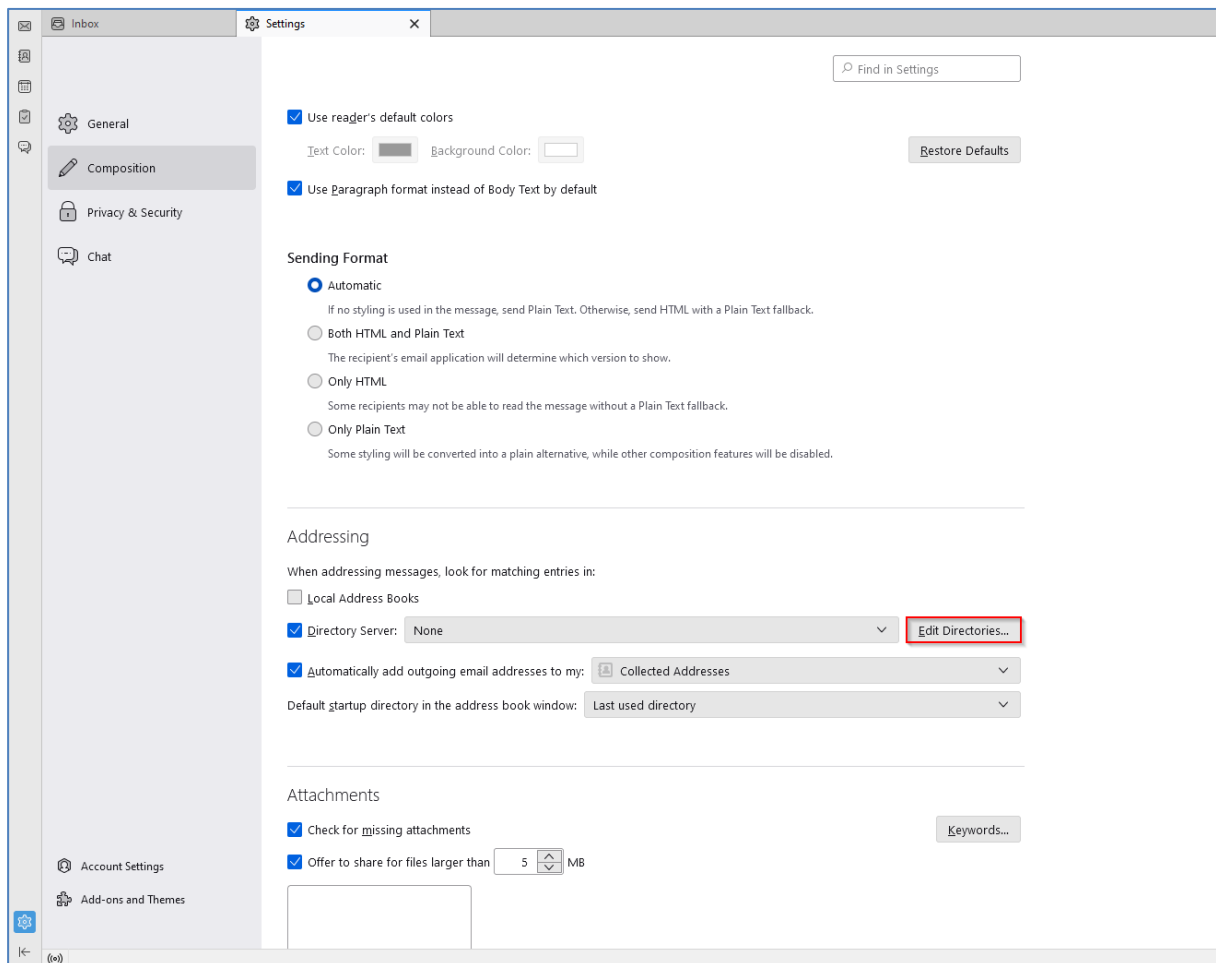 Inbox
Settings
Find in Settings
General
Composition
Privacy & Security
Chat
Use reader's default colors
Text Color: Background Color: Restore Defaults
Use Paragraph format instead of Body Text by default
Sending Format
Automatic
If no styling is used in the message, send Plain Text. Otherwise, send HTML with a Plain Text fallback.
Both HTML and Plain Text
The recipient's email application will determine which version to show.
Only HTML
Some recipients may not be able to read the message without a Plain Text fallback.
Only Plain Text
Some styling will be converted into a plain alternative, while other composition features will be disabled.
Addressing
When addressing messages, look for matching entries in:
Local Address Books
Directory Server: None Edit Directories...
Automatically add outgoing email addresses to my: Collected Addresses
Default startup directory in the address book window: Last used directory
Attachments
Check for missing attachments Keywords...
Offer to share for files larger than 5 MB
Account Settings
Add-ons and Themes